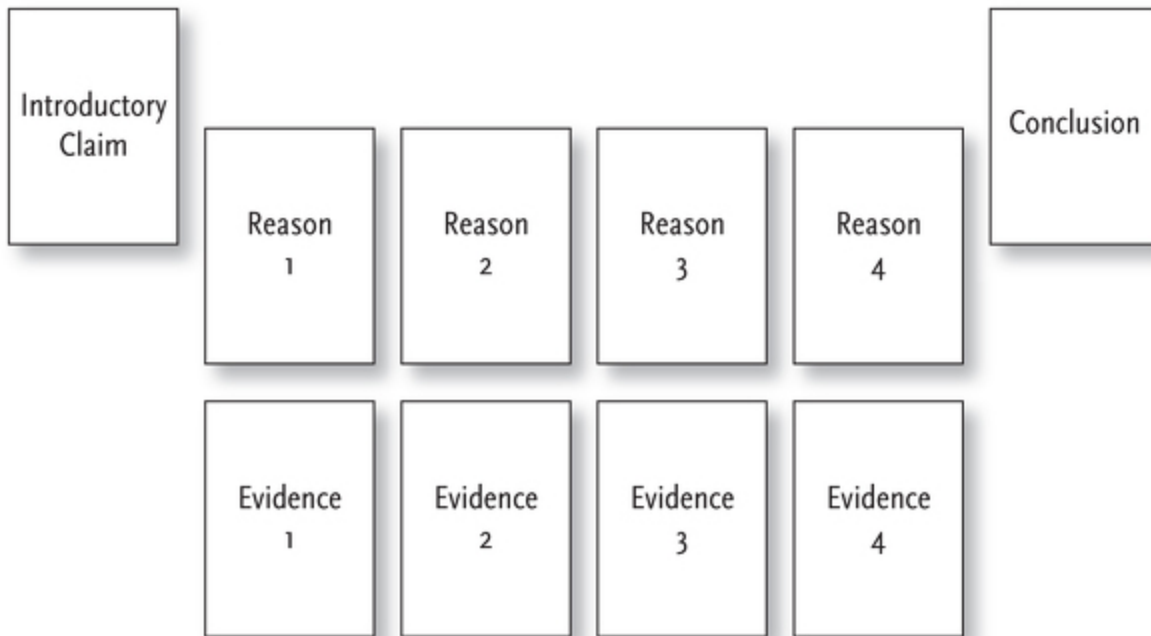 Introductory
Claim
Conclusion
Reason
1
Reason
2
Reason
3
Reason
4
Evidence
1
Evidence
2
Evidence
3
Evidence
4